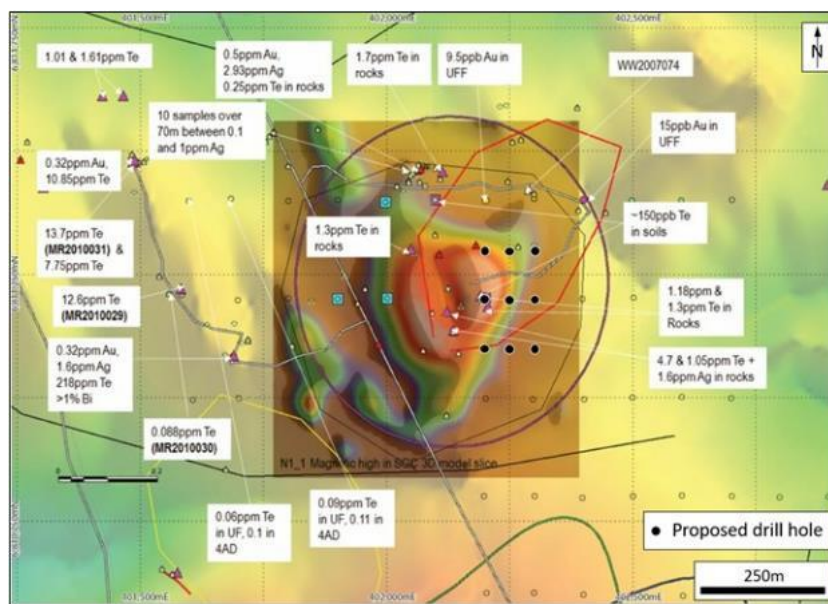 401,500mE
402,000mE
402,500mE
N
1.01 & 1.61ppm Te
0.5ppm Au,
2.93ppm Ag
0.25ppm Te in rocks
1.7ppm Te in
rocks
9.5ppb Au in
UFF
WW2007074
10 samples over
70m between 0.1
and 1ppm Ag
15ppb Au in
UFF
0.32ppm Au,
10.85ppm Te
13.7ppm Te
(MR2010031) &
7.75ppm Te
1.3ppm Te in
rocks
~150ppb Te
in soils
12.6ppm Te
(MR2010029)
1.18ppm &
1.3ppm Te in
Rocks
0.32ppm Au,
1.6ppm Ag
218ppm Te
>1% Bi
4.7 & 1.05ppm Te +
1.6ppm Ag in rocks
0.088ppm Te
(MR2010030)
N1_1 Magnetic high in SGC 3D model slice
0.06ppm Te
in UF, 0.1 in
4AD
0.09ppm Te
in UF, 0.11 in
4AD
Proposed drill hole
250m
401,500mE
402,000mE
402,500mE